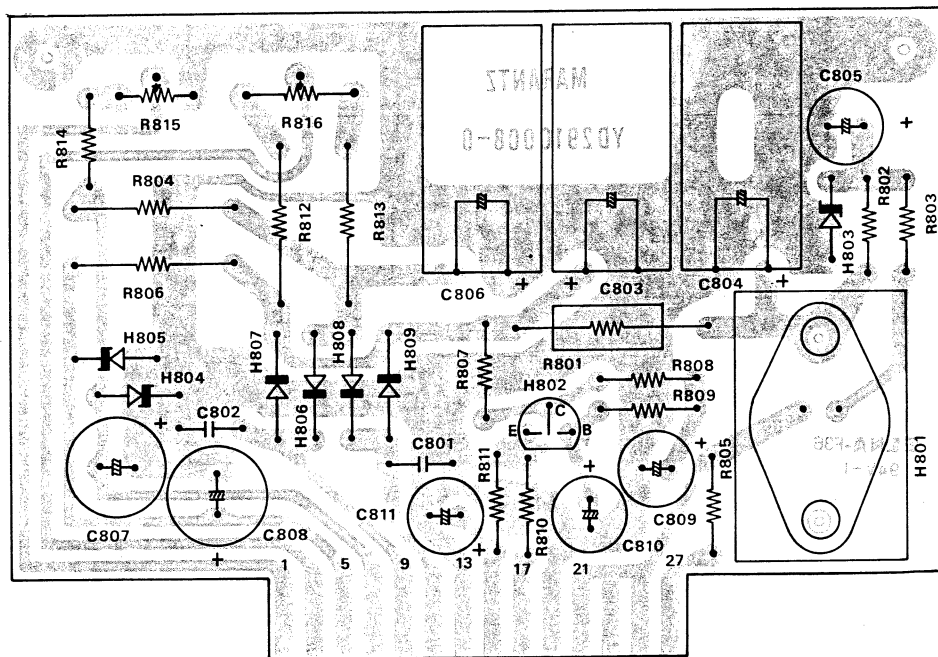 C805
MARANTZ
YD2910008-0
R815
R816
R814
R804
R812
R813
R802
R803
H803
R806
C806
+
+
C803
C804
+
+
H805
H804
H807
H808
H809
H806
R807
R801
H802
R808
R809
C
E
B
C802
C801
R811
R810
R805
H801
+
+
+
C807
C808
C811
C809
C810
+
+
1
5
9
13
17
21
27